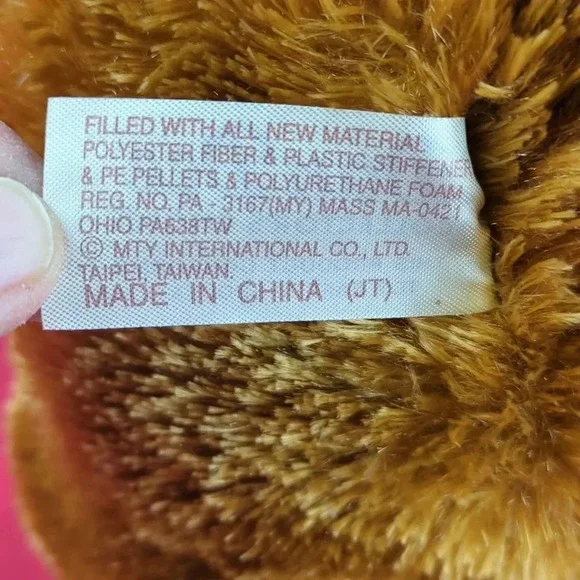 FILLED WITH ALL NEW MATERIAL
POLYESTER FIBER & PLASTIC STIFFENER
& PE PELLETS & POLYURETHANE FOAM
REG. NO. PA - 3167(MY) MASS MA-0421
OHIO PA638TW
© MTY INTERNATIONAL CO., LTD.
TAIPEI, TAIWAN.
MADE IN CHINA (JT)